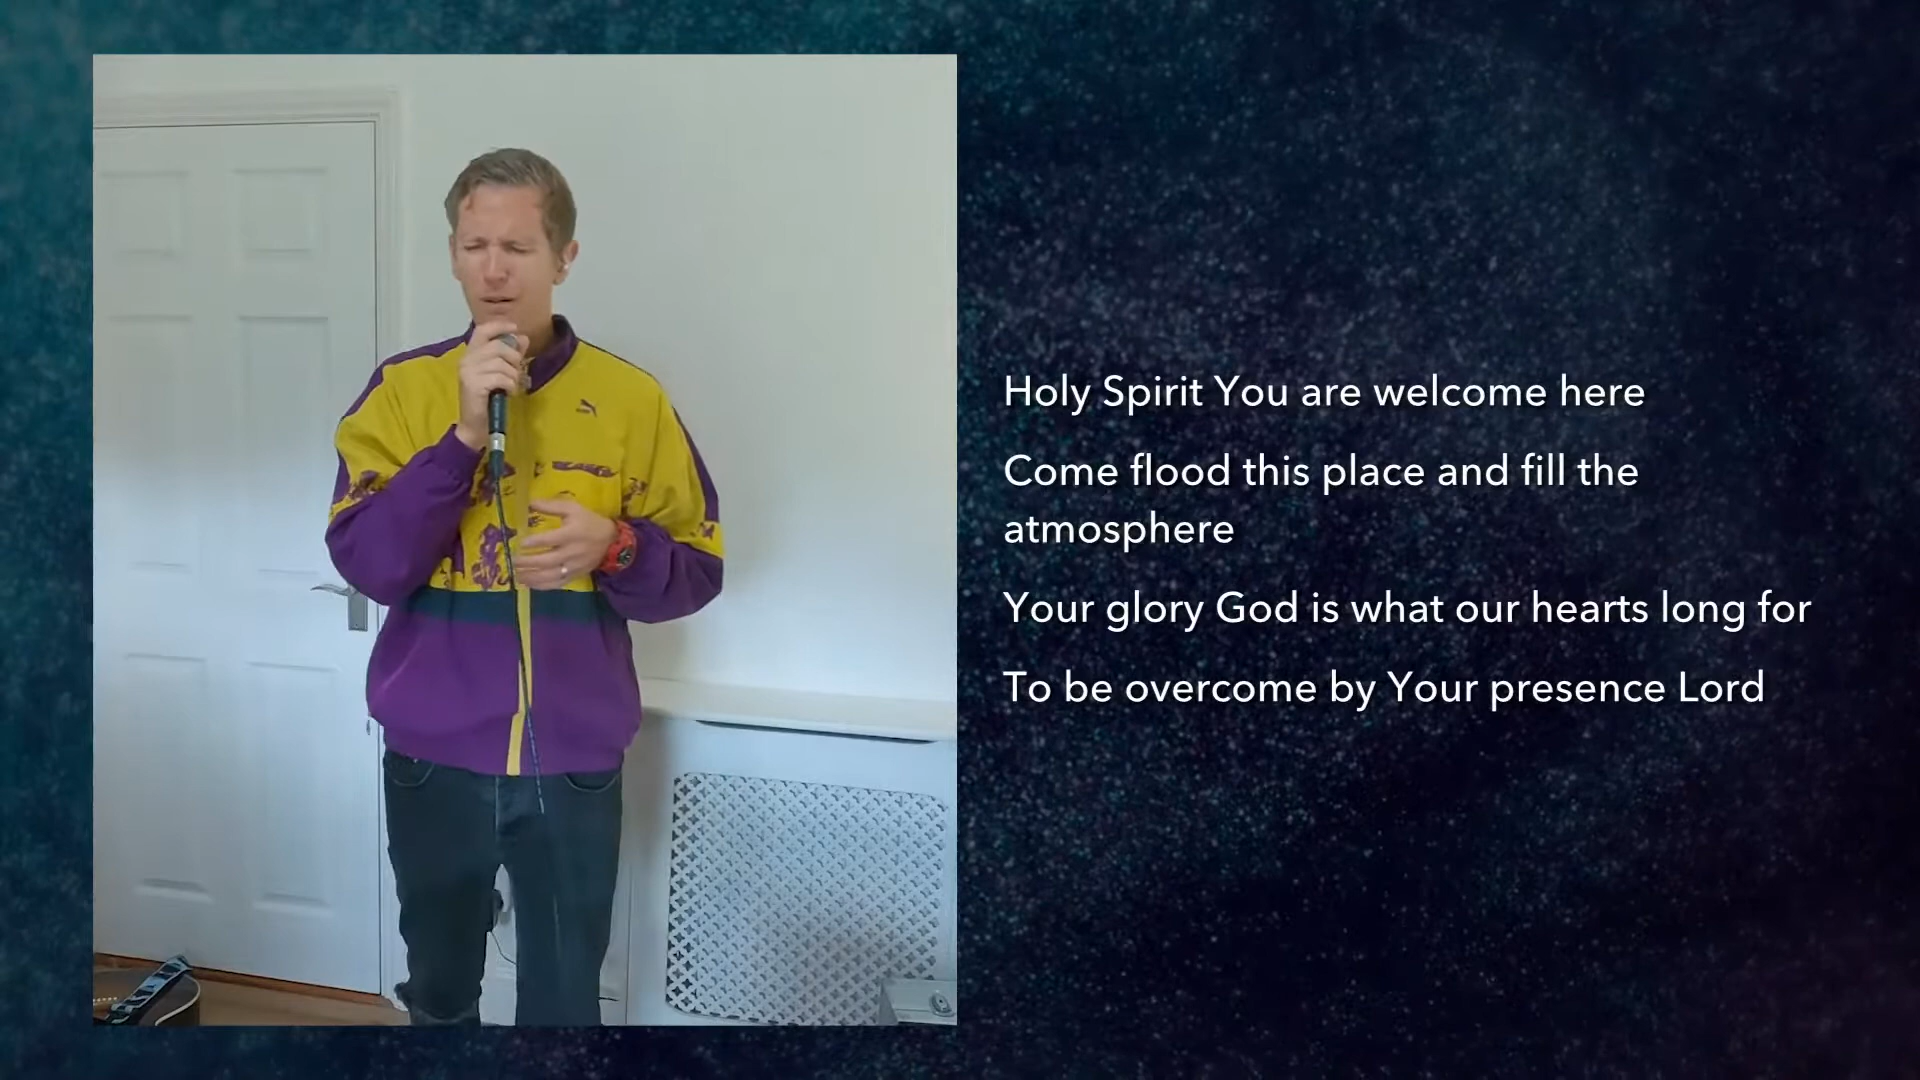 Holy Spirit You are welcome here
Come flood this place and fill the
atmosphere
Your glory God is what our hearts long for
To be overcome by Your presence Lord